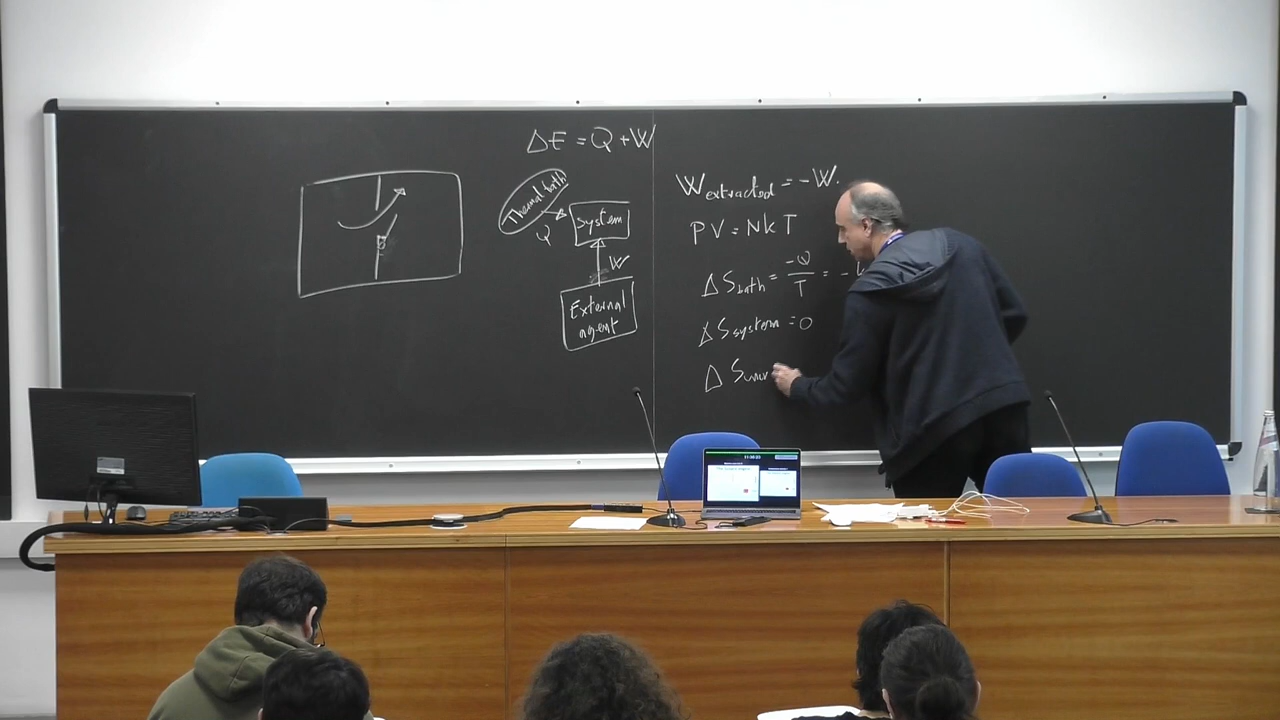 ΔE = Q + W
Thermal bath
Q
System
W
External
agent
W extracted = -W.
PV = NkT
ΔS bath = -Q/T = -
ΔS system = 0
ΔS